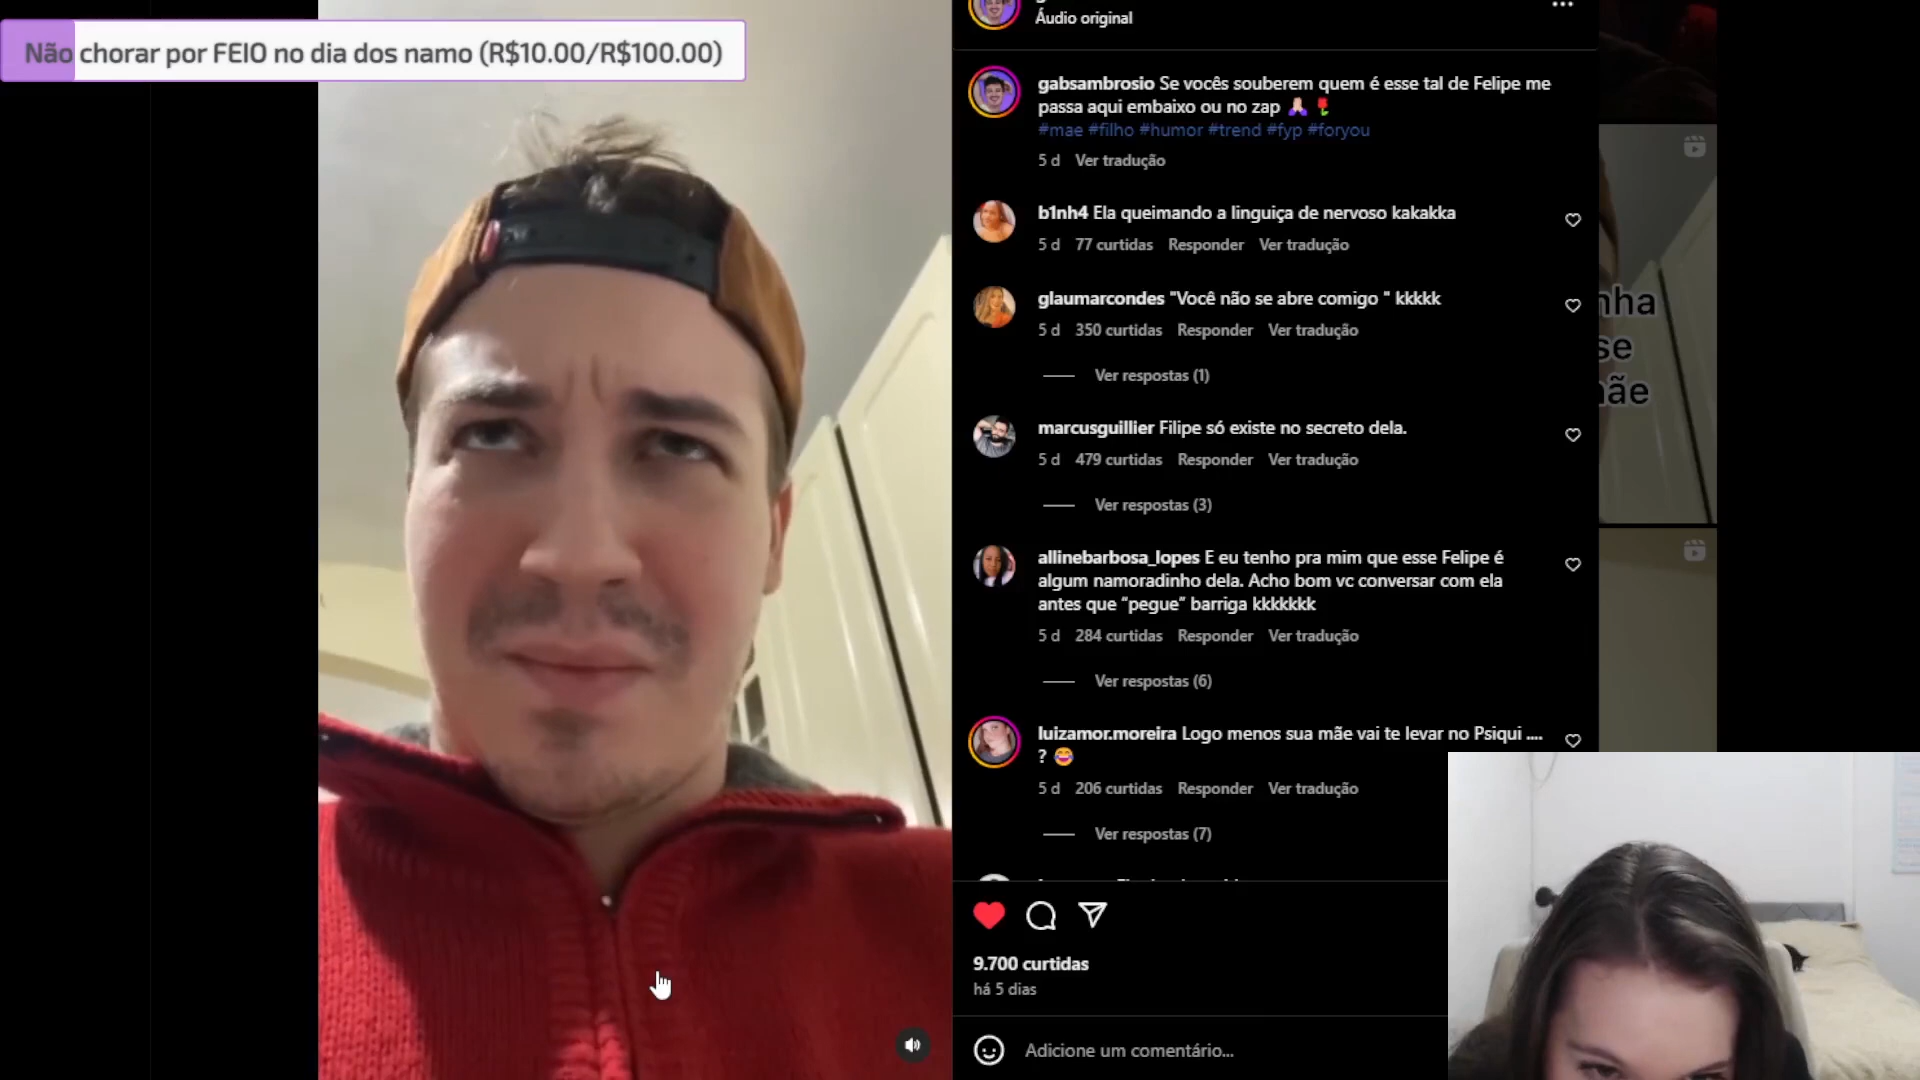 Não chorar por FEIO no dia dos namo (R$10.00/R$100.00)
Áudio original
gabsambrosio Se vocês souberem quem é esse tal de Felipe me
passa aqui embaixo ou no zap 🙏🏻🌹
#mae #filho #humor #trend #fyp #foryou
5 d Ver tradução
b1nh4 Ela queimando a linguiça de nervoso kakakka
5 d 77 curtidas Responder Ver tradução
glaumarcondes "Você não se abre comigo " kkkkk
5 d 350 curtidas Responder Ver tradução
Ver respostas (1)
marcusguillier Filipe só existe no secreto dela.
5 d 479 curtidas Responder Ver tradução
Ver respostas (3)
allinebarbosa_lopes E eu tenho pra mim que esse Felipe é
algum namoradinho dela. Acho bom vc conversar com ela
antes que “pegue” barriga kkkkkkk
5 d 284 curtidas Responder Ver tradução
Ver respostas (6)
luizamor.moreira Logo menos sua mãe vai te levar no Psiqui ....
? 😂
5 d 206 curtidas Responder Ver tradução
Ver respostas (7)
9.700 curtidas
há 5 dias
Adicione um comentário...
nha
se
mãe